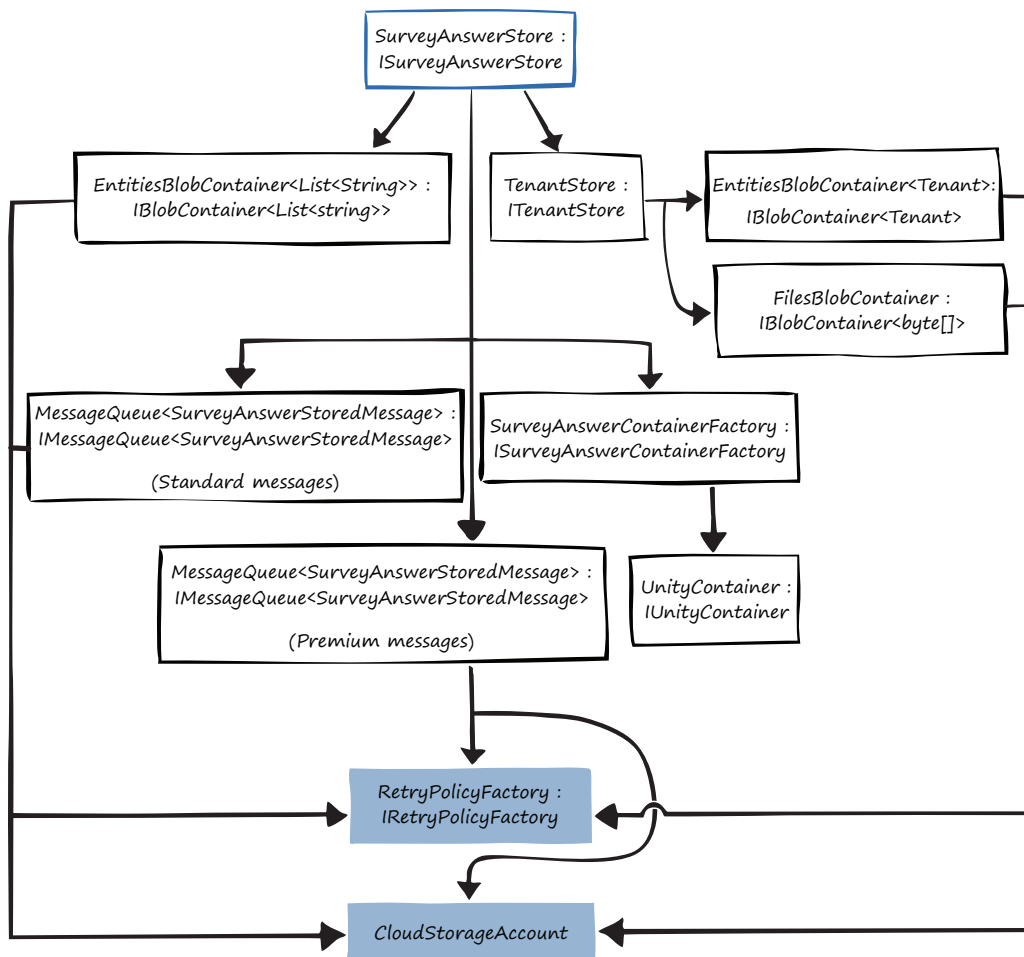 SurveyAnswerStore :
ISurveyAnswerStore
EntitiesBlobContainer<List<String>> :
IBlobContainer<List<string>>
TenantStore :
ITenantStore
EntitiesBlobContainer<Tenant>:
IBlobContainer<Tenant>
FilesBlobContainer :
IBlobContainer<byte[]>
MessageQueue<SurveyAnswerStoredMessage> :
IMessageQueue<SurveyAnswerStoredMessage>
(Standard messages)
SurveyAnswerContainerFactory :
ISurveyAnswerContainerFactory
MessageQueue<SurveyAnswerStoredMessage> :
IMessageQueue<SurveyAnswerStoredMessage>
(Premium messages)
UnityContainer :
IUnityContainer
RetryPolicyFactory :
IRetryPolicyFactory
CloudStorageAccount